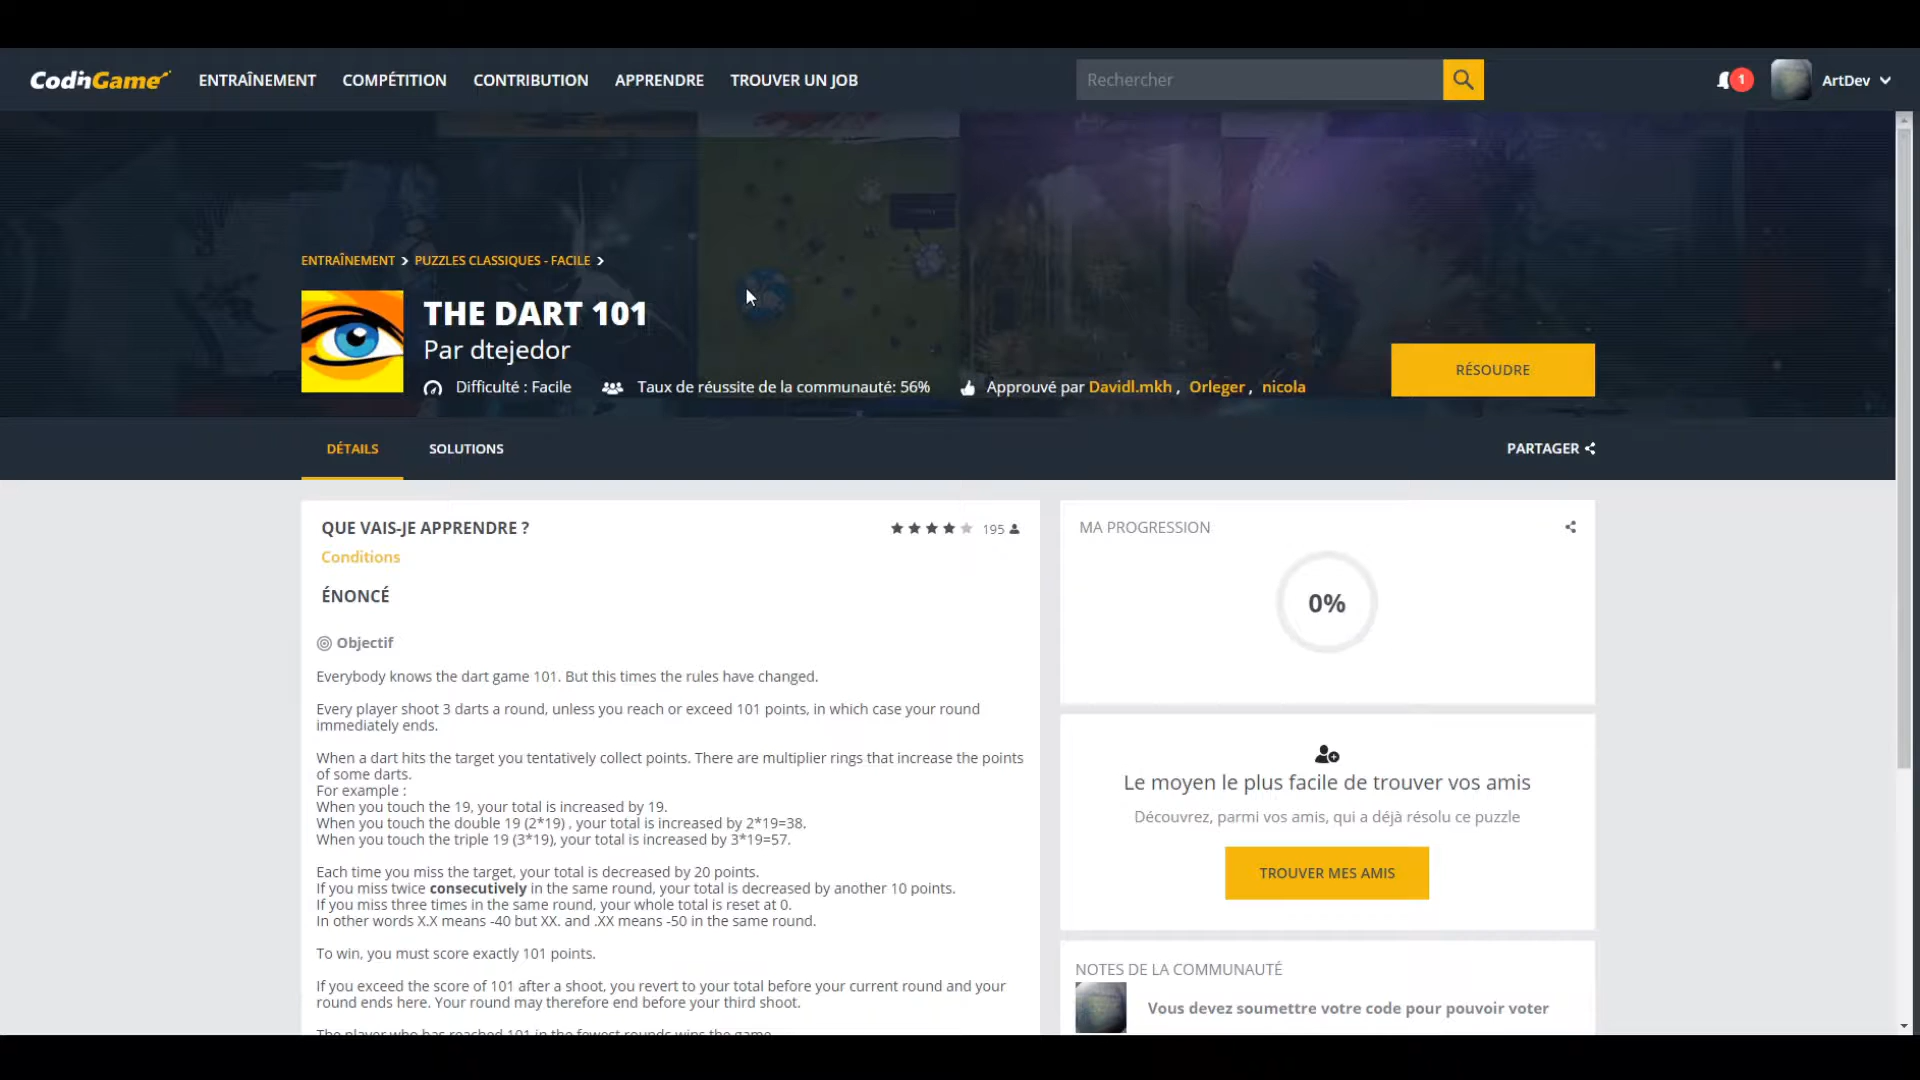 CodinGame
ENTRAÎNEMENT COMPÉTITION CONTRIBUTION APPRENDRE TROUVER UN JOB
Rechercher
1
ArtDev
ENTRAÎNEMENT > PUZZLES CLASSIQUES - FACILE >
THE DART 101
Par dtejedor
Difficulté : Facile
Taux de réussite de la communauté: 56%
Approuvé par Davidl.mkh , Orleger , nicola
RÉSOUDRE
DÉTAILS
SOLUTIONS
PARTAGER
QUE VAIS-JE APPRENDRE ?
195
Conditions
ÉNONCÉ
Objectif
Everybody knows the dart game 101. But this times the rules have changed.
Every player shoot 3 darts a round, unless you reach or exceed 101 points, in which case your round
immediately ends.
When a dart hits the target you tentatively collect points. There are multiplier rings that increase the points
of some darts.
For example :
When you touch the 19, your total is increased by 19.
When you touch the double 19 (2*19) , your total is increased by 2*19=38.
When you touch the triple 19 (3*19), your total is increased by 3*19=57.
Each time you miss the target, your total is decreased by 20 points.
If you miss twice consecutively in the same round, your total is decreased by another 10 points.
If you miss three times in the same round, your whole total is reset at 0.
In other words X.X means -40 but XX. and .XX means -50 in the same round.
To win, you must score exactly 101 points.
If you exceed the score of 101 after a shoot, you revert to your total before your current round and your
round ends here. Your round may therefore end before your third shoot.
The player who has reached 101 in the fewest rounds wins the game.
MA PROGRESSION
0%
Le moyen le plus facile de trouver vos amis
Découvrez, parmi vos amis, qui a déjà résolu ce puzzle
TROUVER MES AMIS
NOTES DE LA COMMUNAUTÉ
Vous devez soumettre votre code pour pouvoir voter